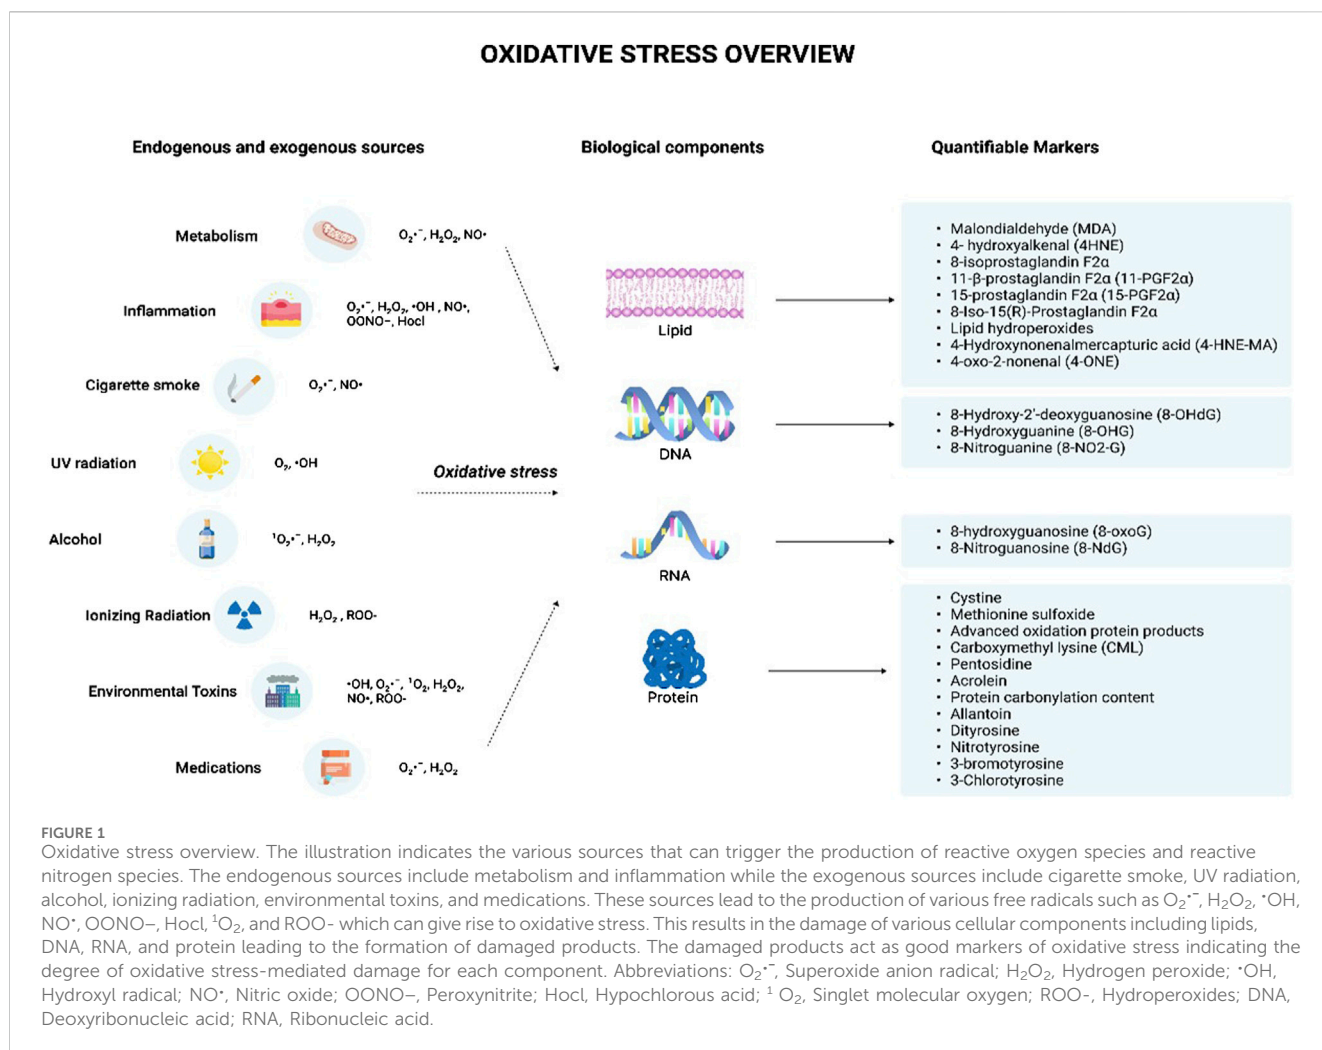 OXIDATIVE STRESS OVERVIEW
Endogenous and exogenous sources
Biological components
Quantifiable Markers
Metabolism
O₂•⁻, H₂O₂, NO•
Inflammation
O₂•⁻, H₂O₂, •OH , NO•,
OONO–, Hocl
Cigarette smoke
O₂•⁻, NO•
UV radiation
O₂, •OH
Alcohol
¹O₂•⁻, H₂O₂
Ionizing Radiation
H₂O₂ , ROO-
Environmental Toxins
•OH, O₂•⁻, ¹O₂, H₂O₂,
NO•, ROO-
Medications
O₂•⁻, H₂O₂
Oxidative stress
Lipid
DNA
RNA
Protein
• Malondialdehyde (MDA)
• 4- hydroxyalkenal (4HNE)
• 8-isoprostaglandin F2α
• 11-β-prostaglandin F2α (11-PGF2α)
• 15-prostaglandin F2α (15-PGF2α)
• 8-Iso-15(R)-Prostaglandin F2α
• Lipid hydroperoxides
• 4-Hydroxynonenalmercapturic acid (4-HNE-MA)
• 4-oxo-2-nonenal (4-ONE)
• 8-Hydroxy-2'-deoxyguanosine (8-OHdG)
• 8-Hydroxyguanine (8-OHG)
• 8-Nitroguanine (8-NO2-G)
• 8-hydroxyguanosine (8-oxoG)
• 8-Nitroguanosine (8-NdG)
• Cystine
• Methionine sulfoxide
• Advanced oxidation protein products
• Carboxymethyl lysine (CML)
• Pentosidine
• Acrolein
• Protein carbonylation content
• Allantoin
• Dityrosine
• Nitrotyrosine
• 3-bromotyrosine
• 3-Chlorotyrosine
FIGURE 1
Oxidative stress overview. The illustration indicates the various sources that can trigger the production of reactive oxygen species and reactive
nitrogen species. The endogenous sources include metabolism and inflammation while the exogenous sources include cigarette smoke, UV radiation,
alcohol, ionizing radiation, environmental toxins, and medications. These sources lead to the production of various free radicals such as O₂•⁻, H₂O₂, •OH,
NO•, OONO–, Hocl, ¹O₂, and ROO- which can give rise to oxidative stress. This results in the damage of various cellular components including lipids,
DNA, RNA, and protein leading to the formation of damaged products. The damaged products act as good markers of oxidative stress indicating the
degree of oxidative stress-mediated damage for each component. Abbreviations: O₂•⁻, Superoxide anion radical; H₂O₂, Hydrogen peroxide; •OH,
Hydroxyl radical; NO•, Nitric oxide; OONO–, Peroxynitrite; Hocl, Hypochlorous acid; ¹ O₂, Singlet molecular oxygen; ROO-, Hydroperoxides; DNA,
Deoxyribonucleic acid; RNA, Ribonucleic acid.